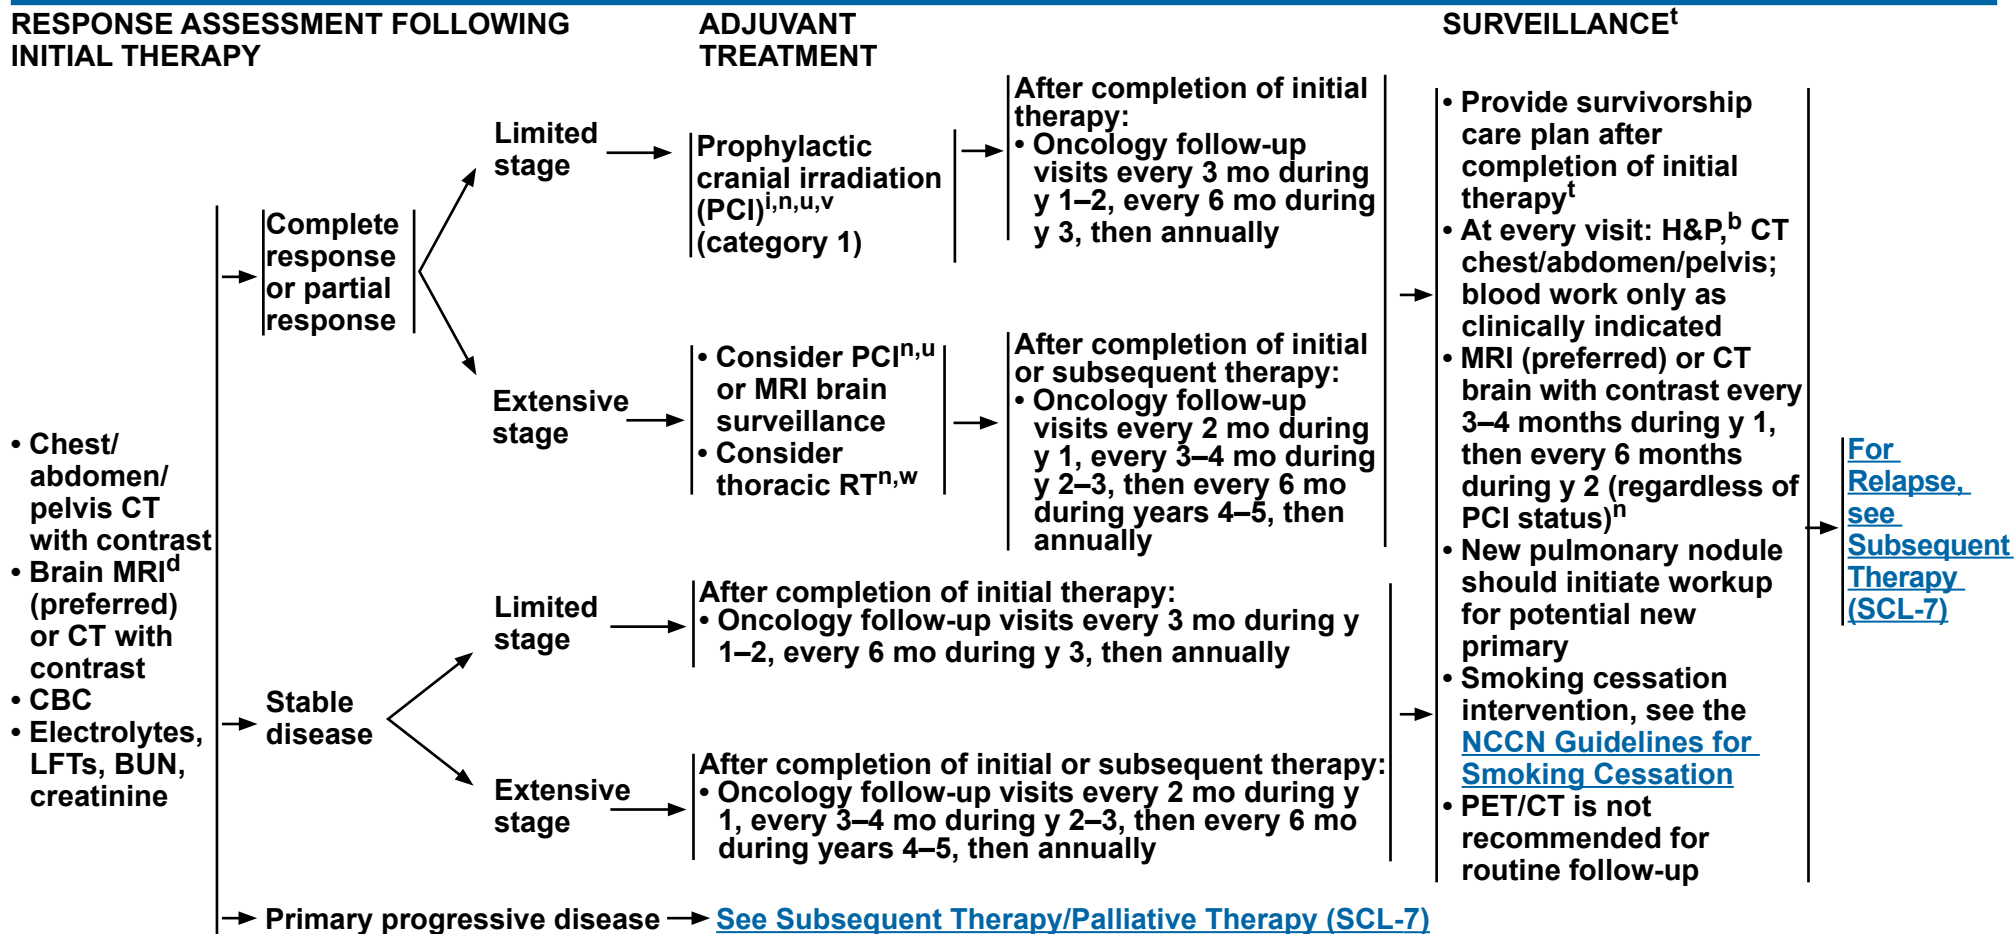 RESPONSE ASSESSMENT FOLLOWING
INITIAL THERAPY
ADJUVANT
TREATMENT
SURVEILLANCEt
• Chest/
abdomen/
pelvis CT
with contrast
• Brain MRId
(preferred)
or CT with
contrast
• CBC
• Electrolytes,
LFTs, BUN,
creatinine
Complete
response
or partial
response
Limited
stage
Prophylactic
cranial irradiation
(PCI)i,n,u,v
(category 1)
After completion of initial
therapy:
• Oncology follow-up
visits every 3 mo during
y 1–2, every 6 mo during
y 3, then annually
Extensive
stage
• Consider PCIn,u
or MRI brain
surveillance
• Consider
thoracic RTn,w
After completion of initial
or subsequent therapy:
• Oncology follow-up
visits every 2 mo during
y 1, every 3–4 mo during
y 2–3, then every 6 mo
during years 4–5, then
annually
Stable
disease
Limited
stage
After completion of initial therapy:
• Oncology follow-up visits every 3 mo during y
1–2, every 6 mo during y 3, then annually
Extensive
stage
After completion of initial or subsequent therapy:
• Oncology follow-up visits every 2 mo during y
1, every 3–4 mo during y 2–3, then every 6 mo
during years 4–5, then annually
Primary progressive disease
See Subsequent Therapy/Palliative Therapy (SCL-7)
• Provide survivorship
care plan after
completion of initial
therapyt
• At every visit: H&P,b CT
chest/abdomen/pelvis;
blood work only as
clinically indicated
• MRI (preferred) or CT
brain with contrast every
3–4 months during y 1,
then every 6 months
during y 2 (regardless of
PCI status)n
• New pulmonary nodule
should initiate workup
for potential new
primary
• Smoking cessation
intervention, see the
NCCN Guidelines for
Smoking Cessation
• PET/CT is not
recommended for
routine follow-up
For
Relapse,
see
Subsequent
Therapy
(SCL-7)